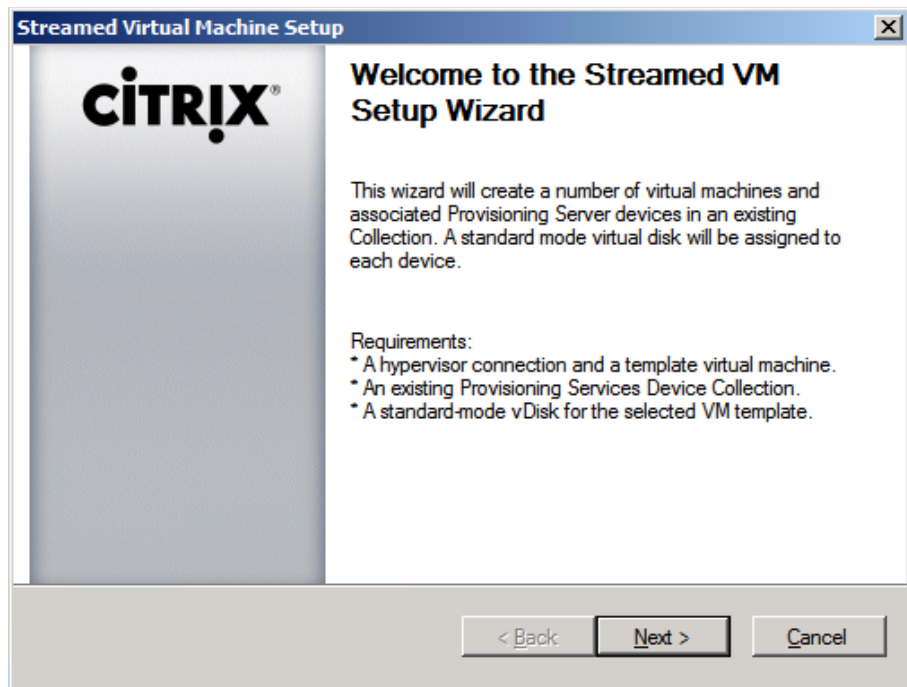 Streamed Virtual Machine Setup
CITRIX®
Welcome to the Streamed VM
Setup Wizard
This wizard will create a number of virtual machines and
associated Provisioning Server devices in an existing
Collection. A standard mode virtual disk will be assigned to
each device.
Requirements:
* A hypervisor connection and a template virtual machine.
* An existing Provisioning Services Device Collection.
* A standard-mode vDisk for the selected VM template.
< Back
Next >
Cancel